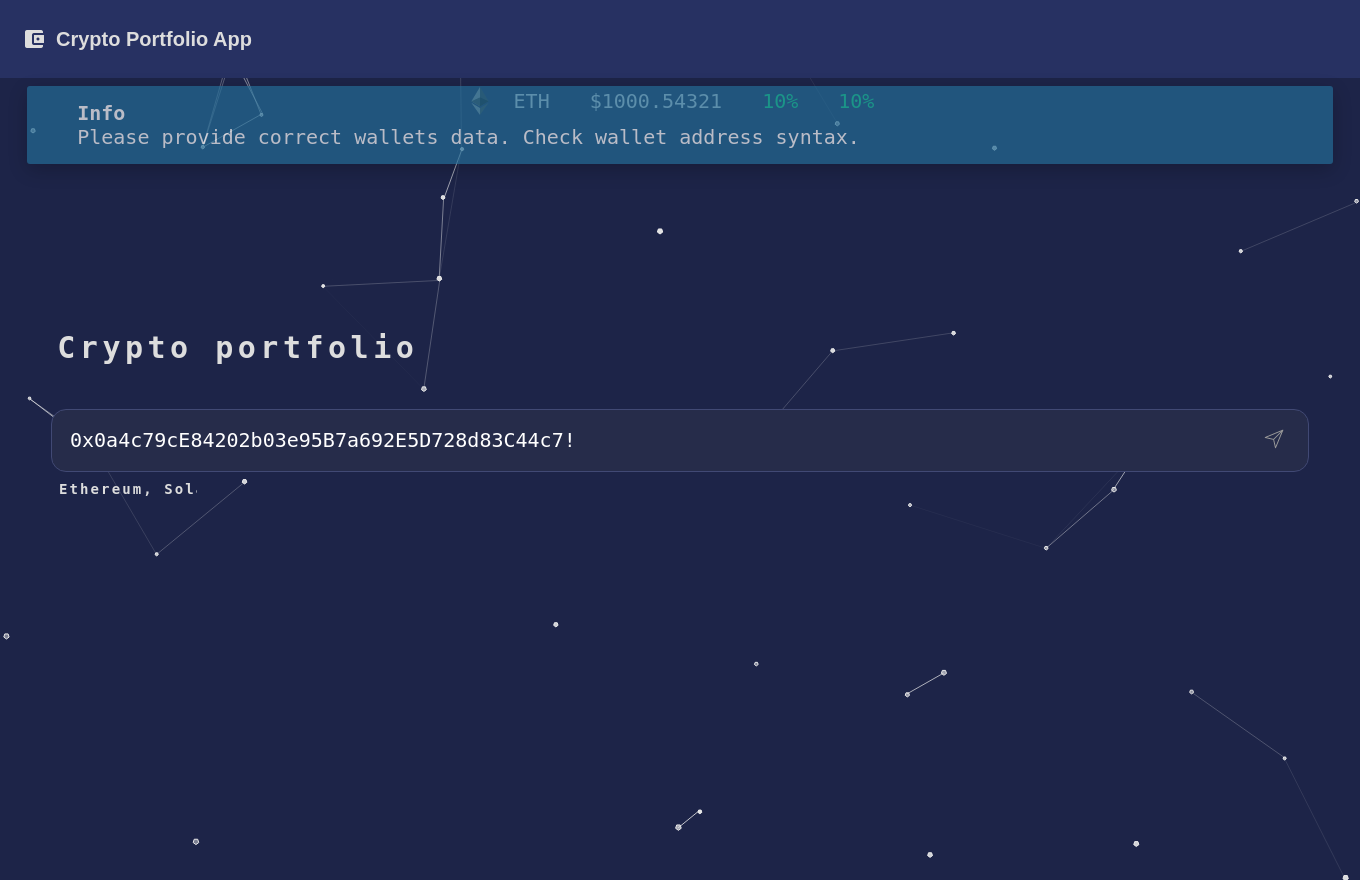 Crypto Portfolio App
ETH $1000.54321 10% 10%
Info
Please provide correct wallets data. Check wallet address syntax.
Crypto portfolio
0x0a4c79cE84202b03e95B7a692E5D728d83C44c7!
Ethereum, Sol